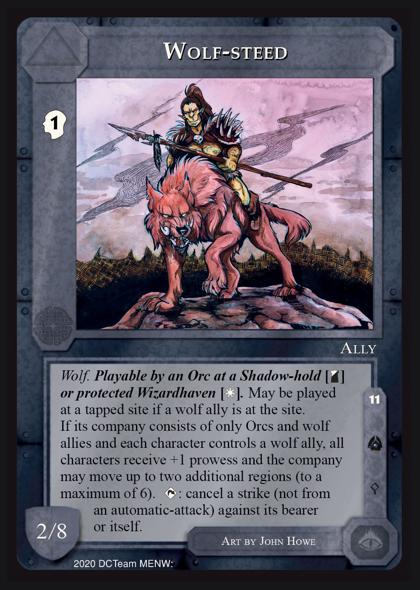 WOLF-STEED
1
ALLY
Wolf. Playable by an Orc at a Shadow-hold [ ]
or protected Wizardhaven [ ]. May be played
at a tapped site if a wolf ally is at the site.
If its company consists of only Orcs and wolf
allies and each character controls a wolf ally, all
characters receive +1 prowess and the company
may move up to two additional regions (to a
maximum of 6). : cancel a strike (not from
an automatic-attack) against its bearer
or itself.
11
2/8
ART BY JOHN HOWE
2020 DCTeam MENW: